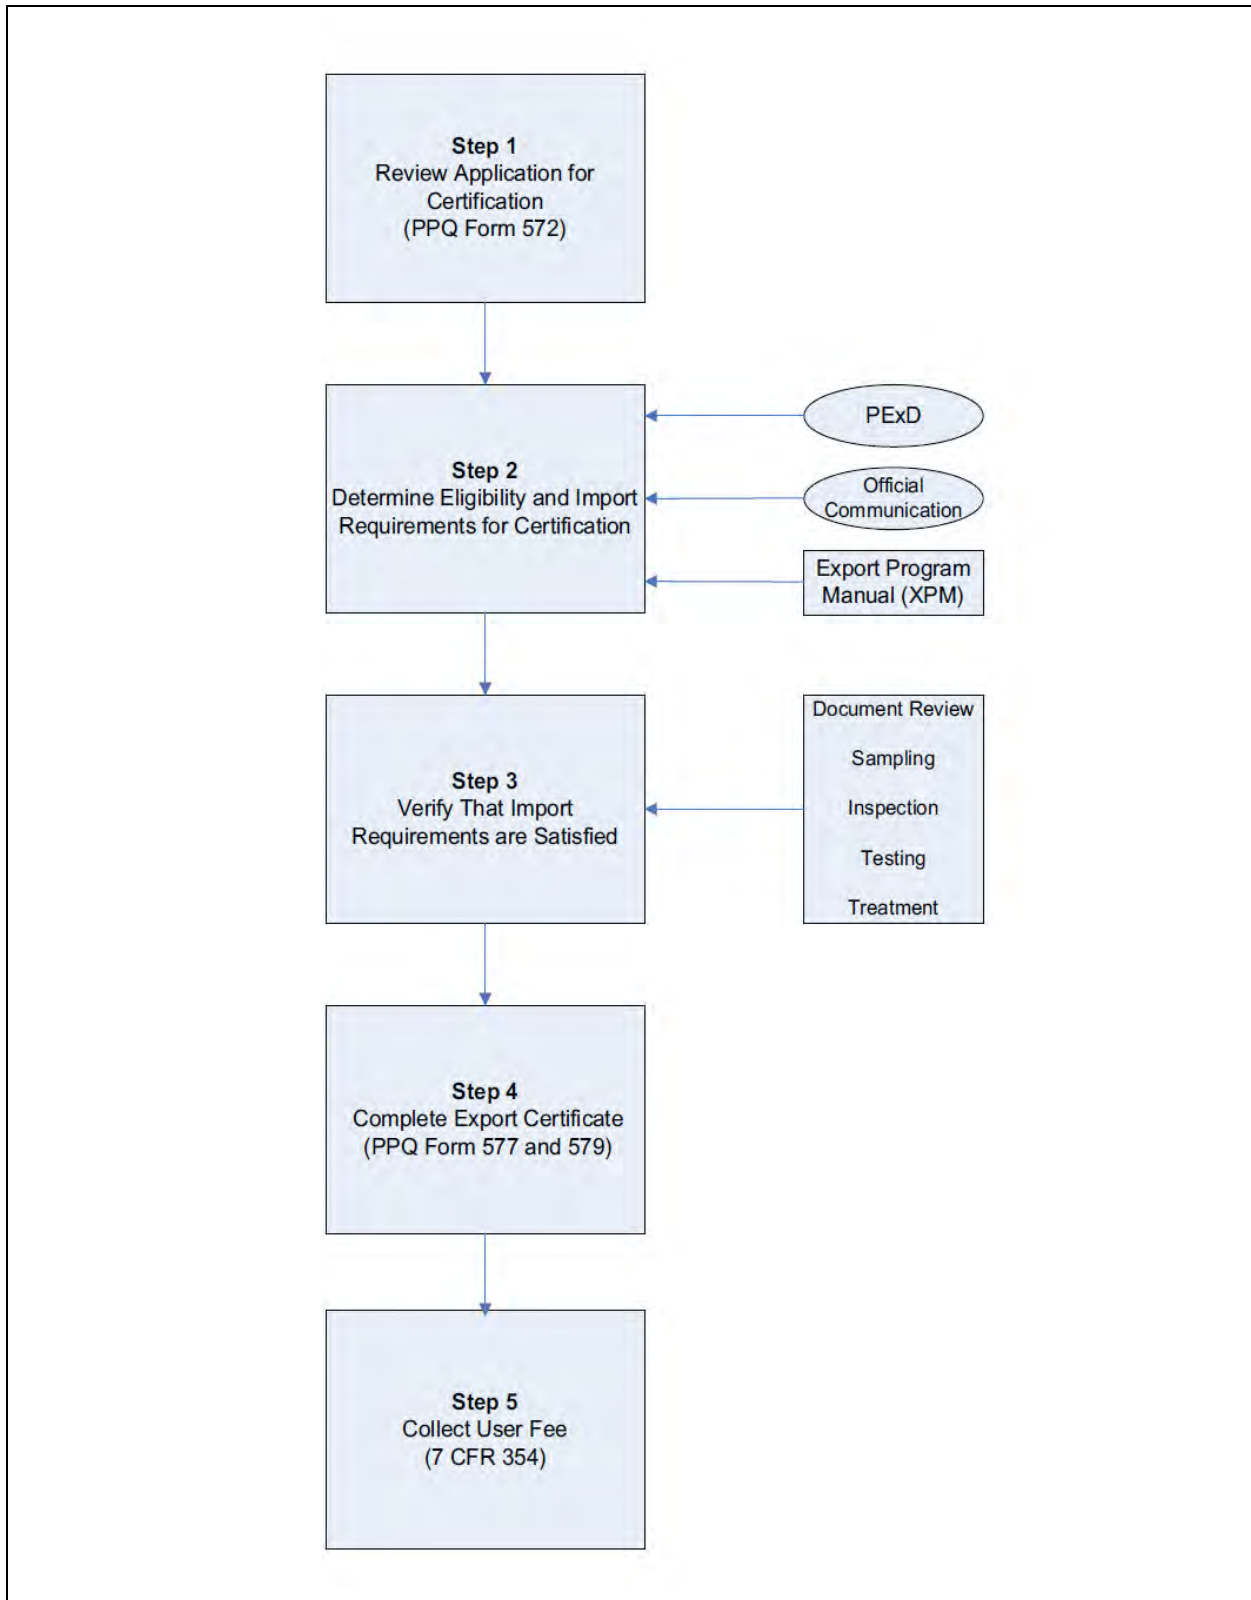 Step 1
Review Application for
Certification
(PPQ Form 572)
Step 2
Determine Eligibility and Import
Requirements for Certification
PExD
Official
Communication
Export Program
Manual (XPM)
Step 3
Verify That Import
Requirements are Satisfied
Document Review
Sampling
Inspection
Testing
Treatment
Step 4
Complete Export Certificate
(PPQ Form 577 and 579)
Step 5
Collect User Fee
(7 CFR 354)